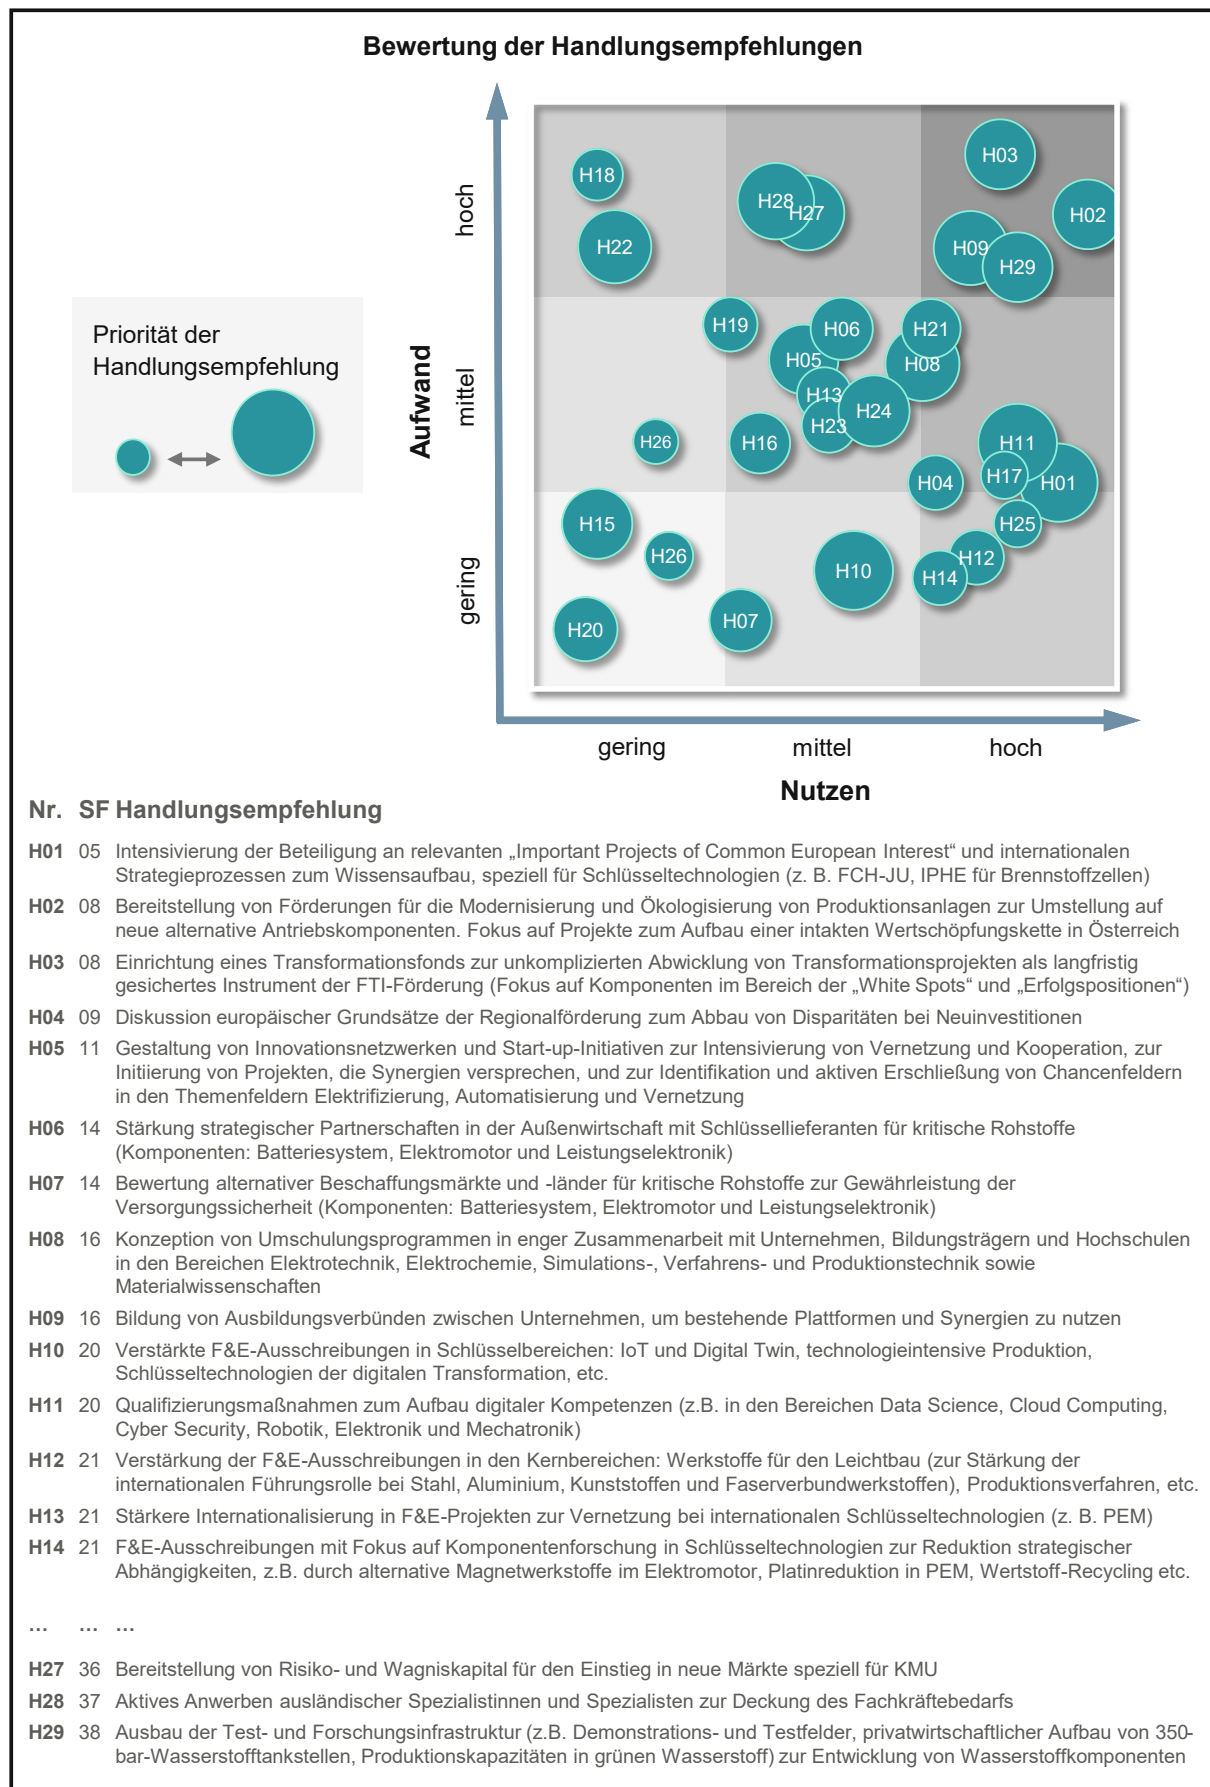 Bewertung der Handlungsempfehlungen
H03
H18
H28
H27
H02
H22
H09
H29
hoch
Priorität der
Handlungsempfehlung
H19
H06
H21
H05
H08
H13
H24
H23
H26
H16
H11
H17
H04
H01
Aufwand
mittel
H15
H25
H26
H12
H10
H14
H07
H20
gering
gering
mittel
hoch
Nutzen
Nr. SF Handlungsempfehlung
H01 05 Intensivierung der Beteiligung an relevanten „Important Projects of Common European Interest“ und internationalen
Strategieprozessen zum Wissensaufbau, speziell für Schlüsseltechnologien (z. B. FCH-JU, IPHE für Brennstoffzellen)
H02 08 Bereitstellung von Förderungen für die Modernisierung und Ökologisierung von Produktionsanlagen zur Umstellung auf
neue alternative Antriebskomponenten. Fokus auf Projekte zum Aufbau einer intakten Wertschöpfungskette in Österreich
H03 08 Einrichtung eines Transformationsfonds zur unkomplizierten Abwicklung von Transformationsprojekten als langfristig
gesichertes Instrument der FTI-Förderung (Fokus auf Komponenten im Bereich der „White Spots“ und „Erfolgspositionen“)
H04 09 Diskussion europäischer Grundsätze der Regionalförderung zum Abbau von Disparitäten bei Neuinvestitionen
H05 11 Gestaltung von Innovationsnetzwerken und Start-up-Initiativen zur Intensivierung von Vernetzung und Kooperation, zur
Initiierung von Projekten, die Synergien versprechen, und zur Identifikation und aktiven Erschließung von Chancenfeldern
in den Themenfeldern Elektrifizierung, Automatisierung und Vernetzung
H06 14 Stärkung strategischer Partnerschaften in der Außenwirtschaft mit Schlüssellieferanten für kritische Rohstoffe
(Komponenten: Batteriesystem, Elektromotor und Leistungselektronik)
H07 14 Bewertung alternativer Beschaffungsmärkte und -länder für kritische Rohstoffe zur Gewährleistung der
Versorgungssicherheit (Komponenten: Batteriesystem, Elektromotor und Leistungselektronik)
H08 16 Konzeption von Umschulungsprogrammen in enger Zusammenarbeit mit Unternehmen, Bildungsträgern und Hochschulen
in den Bereichen Elektrotechnik, Elektrochemie, Simulations-, Verfahrens- und Produktionstechnik sowie
Materialwissenschaften
H09 16 Bildung von Ausbildungsverbünden zwischen Unternehmen, um bestehende Plattformen und Synergien zu nutzen
H10 20 Verstärkte F&E-Ausschreibungen in Schlüsselbereichen: IoT und Digital Twin, technologieintensive Produktion,
Schlüsseltechnologien der digitalen Transformation, etc.
H11 20 Qualifizierungsmaßnahmen zum Aufbau digitaler Kompetenzen (z.B. in den Bereichen Data Science, Cloud Computing,
Cyber Security, Robotik, Elektronik und Mechatronik)
H12 21 Verstärkung der F&E-Ausschreibungen in den Kernbereichen: Werkstoffe für den Leichtbau (zur Stärkung der
internationalen Führungsrolle bei Stahl, Aluminium, Kunststoffen und Faserverbundwerkstoffen), Produktionsverfahren, etc.
H13 21 Stärkere Internationalisierung in F&E-Projekten zur Vernetzung bei internationalen Schlüsseltechnologien (z. B. PEM)
H14 21 F&E-Ausschreibungen mit Fokus auf Komponentenforschung in Schlüsseltechnologien zur Reduktion strategischer
Abhängigkeiten, z.B. durch alternative Magnetwerkstoffe im Elektromotor, Platinreduktion in PEM, Wertstoff-Recycling etc.
... ... ...
H27 36 Bereitstellung von Risiko- und Wagniskapital für den Einstieg in neue Märkte speziell für KMU
H28 37 Aktives Anwerben ausländischer Spezialistinnen und Spezialisten zur Deckung des Fachkräftebedarfs
H29 38 Ausbau der Test- und Forschungsinfrastruktur (z.B. Demonstrations- und Testfelder, privatwirtschaftlicher Aufbau von 350-
bar-Wasserstofftankstellen, Produktionskapazitäten in grünen Wasserstoff) zur Entwicklung von Wasserstoffkomponenten